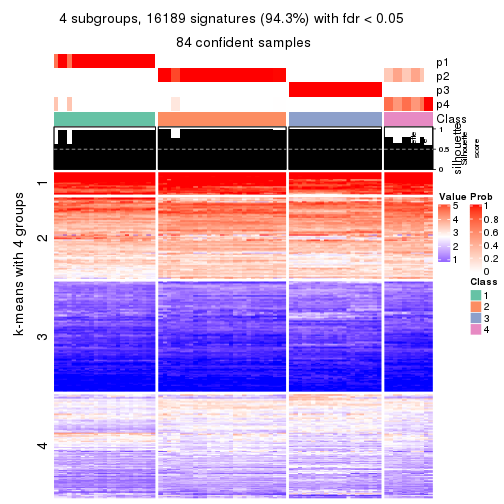 4 subgroups, 16189 signatures (94.3%) with fdr < 0.05
84 confident samples
p1
p2
p3
p4
Class
1
0.5
0
silhouette
Silhouette
score
k-means with 4 groups
1
2
3
4
Value
5
4
3
2
1
Prob
1
0.8
0.6
0.4
0.2
0
Class
1
2
3
4